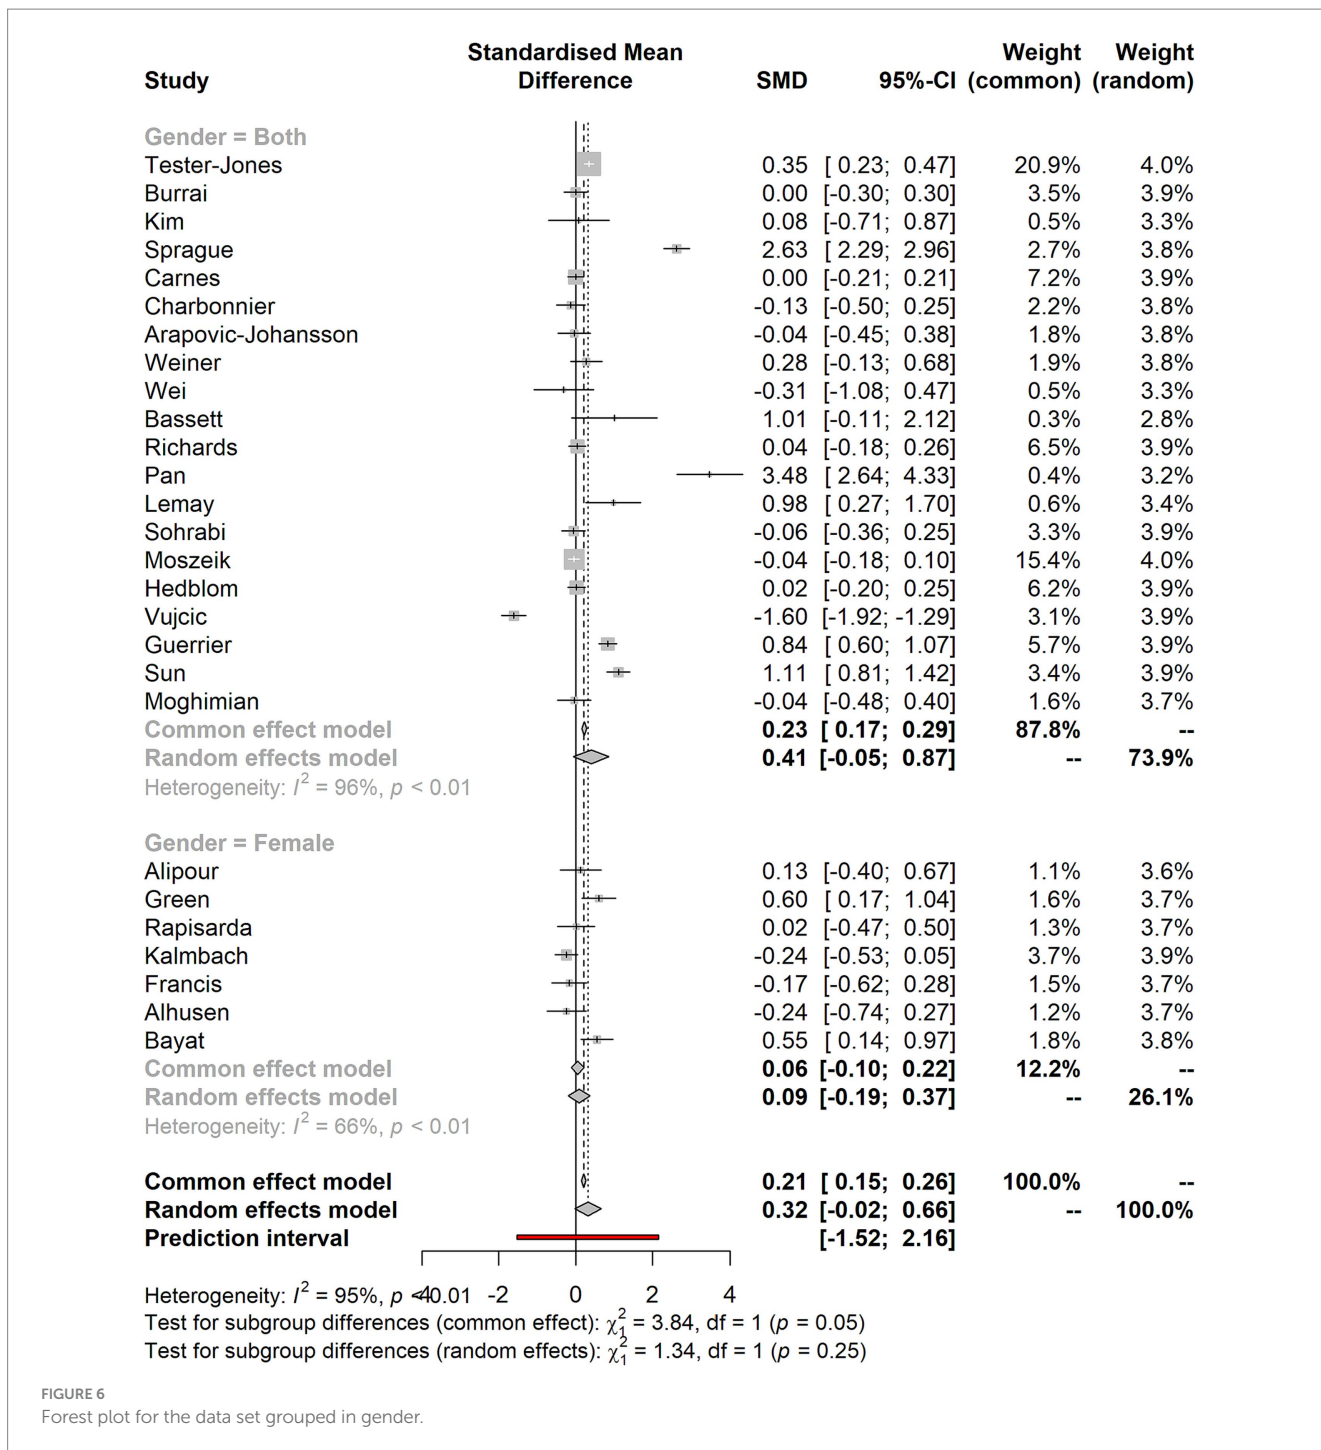 Standardised Mean Weight Weight
Study Difference SMD 95%-CI (common) (random)
Gender = Both
Tester-Jones 0.35 [ 0.23; 0.47] 20.9% 4.0%
Burrai 0.00 [-0.30; 0.30] 3.5% 3.9%
Kim 0.08 [-0.71; 0.87] 0.5% 3.3%
Sprague 2.63 [ 2.29; 2.96] 2.7% 3.8%
Carnes 0.00 [-0.21; 0.21] 7.2% 3.9%
Charbonnier -0.13 [-0.50; 0.25] 2.2% 3.8%
Arapovic-Johansson -0.04 [-0.45; 0.38] 1.8% 3.8%
Weiner 0.28 [-0.13; 0.68] 1.9% 3.8%
Wei -0.31 [-1.08; 0.47] 0.5% 3.3%
Bassett 1.01 [-0.11; 2.12] 0.3% 2.8%
Richards 0.04 [-0.18; 0.26] 6.5% 3.9%
Pan 3.48 [ 2.64; 4.33] 0.4% 3.2%
Lemay 0.98 [ 0.27; 1.70] 0.6% 3.4%
Sohrabi -0.06 [-0.36; 0.25] 3.3% 3.9%
Moszeik -0.04 [-0.18; 0.10] 15.4% 4.0%
Hedblom 0.02 [-0.20; 0.25] 6.2% 3.9%
Vujcic -1.60 [-1.92; -1.29] 3.1% 3.9%
Guerrier 0.84 [ 0.60; 1.07] 5.7% 3.9%
Sun 1.11 [ 0.81; 1.42] 3.4% 3.9%
Moghimian -0.04 [-0.48; 0.40] 1.6% 3.7%
Common effect model 0.23 [ 0.17; 0.29] 87.8% --
Random effects model 0.41 [-0.05; 0.87] -- 73.9%
Heterogeneity: I² = 96%, p < 0.01
Gender = Female
Alipour 0.13 [-0.40; 0.67] 1.1% 3.6%
Green 0.60 [ 0.17; 1.04] 1.6% 3.7%
Rapisarda 0.02 [-0.47; 0.50] 1.3% 3.7%
Kalmbach -0.24 [-0.53; 0.05] 3.7% 3.9%
Francis -0.17 [-0.62; 0.28] 1.5% 3.7%
Alhusen -0.24 [-0.74; 0.27] 1.2% 3.7%
Bayat 0.55 [ 0.14; 0.97] 1.8% 3.8%
Common effect model 0.06 [-0.10; 0.22] 12.2% --
Random effects model 0.09 [-0.19; 0.37] -- 26.1%
Heterogeneity: I² = 66%, p < 0.01
Common effect model 0.21 [ 0.15; 0.26] 100.0% --
Random effects model 0.32 [-0.02; 0.66] -- 100.0%
Prediction interval [-1.52; 2.16]
Heterogeneity: I² = 95%, p < 0.01 -4 -2 0 2 4
Test for subgroup differences (common effect): χ₁² = 3.84, df = 1 (p = 0.05)
Test for subgroup differences (random effects): χ₁² = 1.34, df = 1 (p = 0.25)
FIGURE 6
Forest plot for the data set grouped in gender.